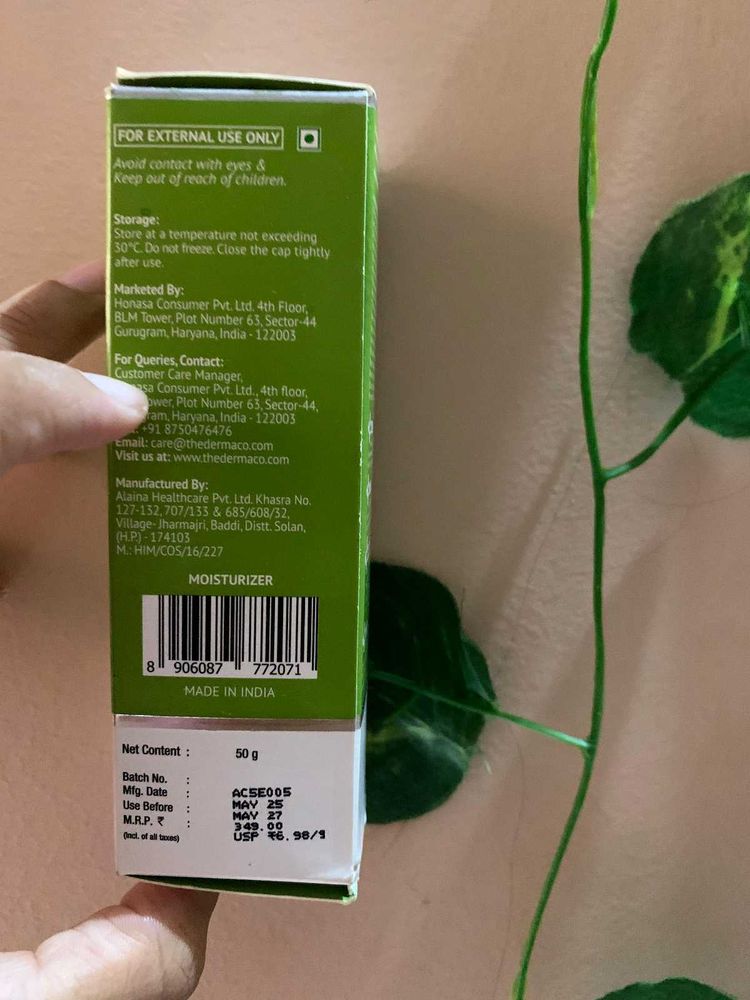 FOR EXTERNAL USE ONLY
Avoid contact with eyes &
Keep out of reach of children.
Storage:
Store at a temperature not exceeding
30°C. Do not freeze. Close the cap tightly
after use.
Marketed By:
Honasa Consumer Pvt. Ltd. 4th Floor,
BLM Tower, Plot Number 63, Sector-44
Gurugram, Haryana, India - 122003
For Queries, Contact:
Customer Care Manager,
Consumer Pvt. Ltd., 4th floor,
Plot Number 63, Sector-44,
Haryana, India - 122003
+91 8750476476
Email: care@thedermaco.com
Visit us at: www.thedermaco.com
Manufactured By:
Alaina Healthcare Pvt. Ltd. Khasra No.
127-132, 707/133 & 685/608/32,
Village- Jharmajri, Baddi, Distt. Solan,
(H.P.) - 174103
M.: HIM/COS/16/227
MOISTURIZER
8 906087 772071
MADE IN INDIA
Net Content : 50 g
Batch No. : AC5E005
Mfg. Date : MAY 25
Use Before : MAY 27
M.R.P. ₹ : 349.00
(Incl. of all taxes) USP ₹6.98/g